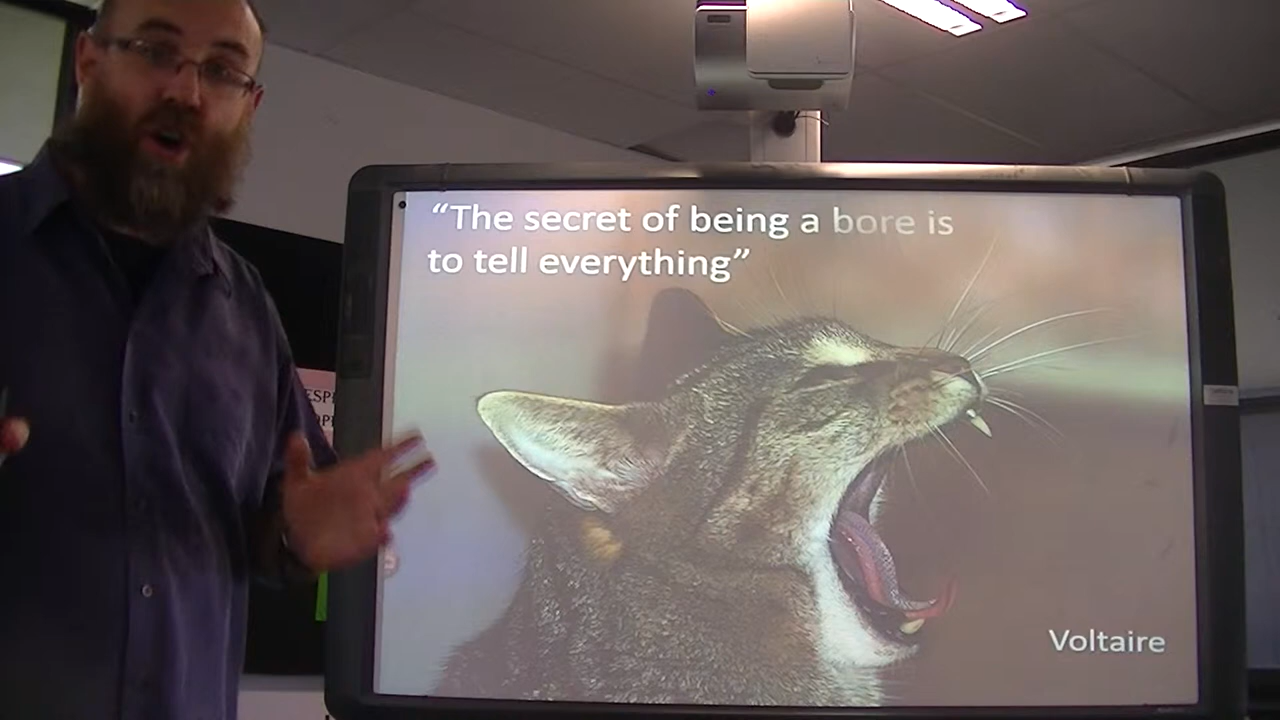 “The secret of being a bore is
to tell everything”
Voltaire